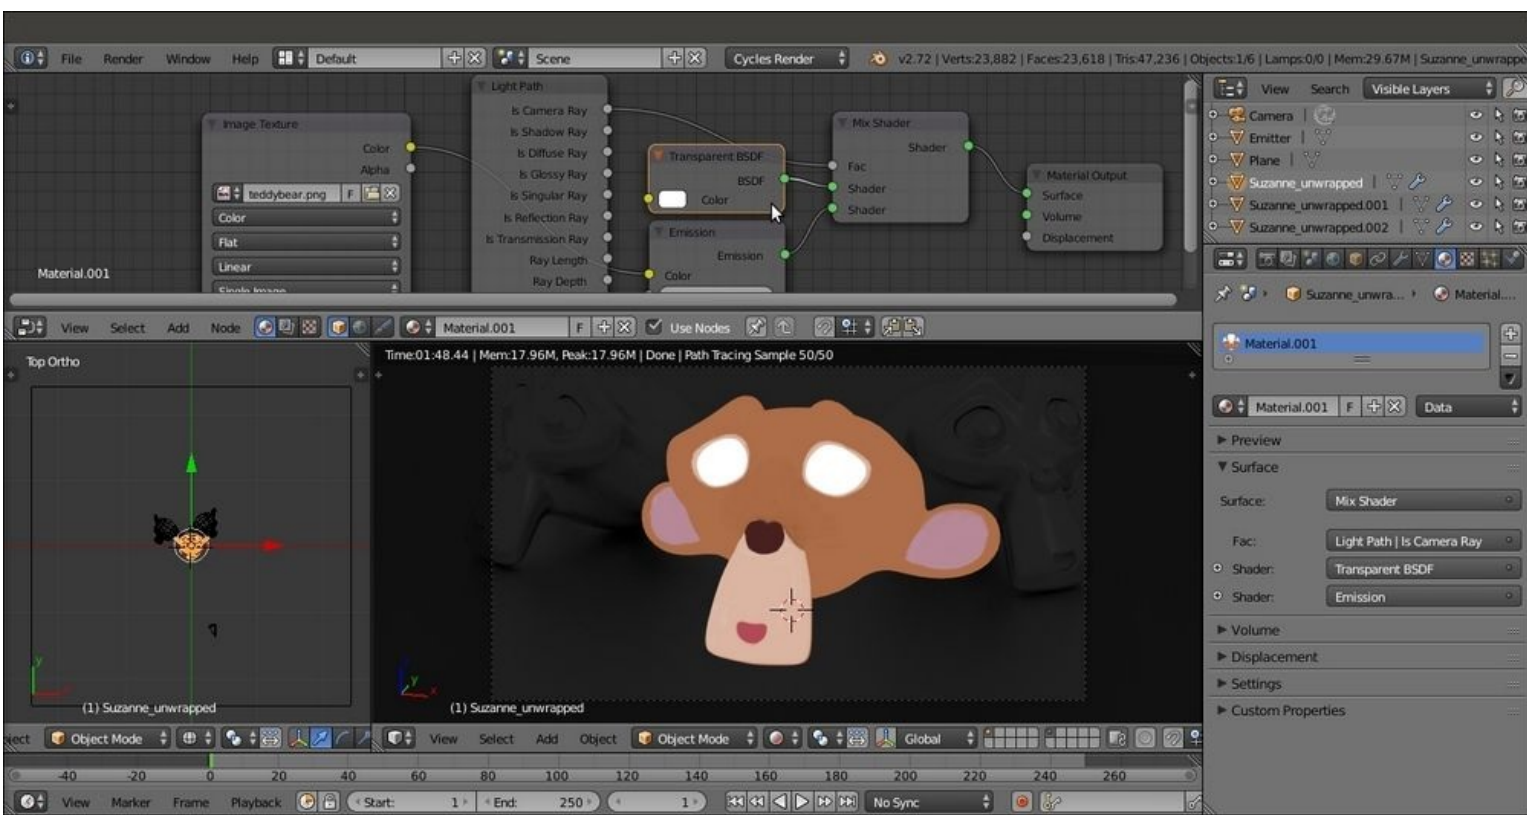 File Render Window Help Default Scene Cycles Render v2.72 | Verts:23,882 | Faces:23,618 | Tris:47,236 | Objects:1/6 | Lamps:0/0 | Mem:29.67M | Suzanne_unwrappe
Light Path
Is Camera Ray
Is Shadow Ray
Is Diffuse Ray
Is Glossy Ray
Is Singular Ray
Is Reflection Ray
Is Transmission Ray
Ray Length
Ray Depth
Image Texture
Color
Alpha
teddybear.png F
Color
Flat
Linear
Single Image
Material.001
Transparent BSDF
BSDF
Color
Emission
Emission
Color
Mix Shader
Shader
Fac
Shader
Shader
Material Output
Surface
Volume
Displacement
View Select Add Node Material.001 F Use Nodes
Top Ortho
(1) Suzanne_unwrapped
Time:01:48.44 | Mem:17.96M, Peak:17.96M | Done | Path Tracing Sample 50/50
(1) Suzanne_unwrapped
ject Object Mode
View Select Add Object Object Mode Global
-40 -20 0 20 40 60 80 100 120 140 160 180 200 220 240 260
View Marker Frame Playback Start: 1 End: 250 1 No Sync
View Search Visible Layers
Camera
Emitter
Plane
Suzanne_unwrapped
Suzanne_unwrapped.001
Suzanne_unwrapped.002
Suzanne_unwra... Material....
Material.001
Material.001 F Data
Preview
Surface
Surface: Mix Shader
Fac: Light Path | Is Camera Ray
Shader: Transparent BSDF
Shader: Emission
Volume
Displacement
Settings
Custom Properties